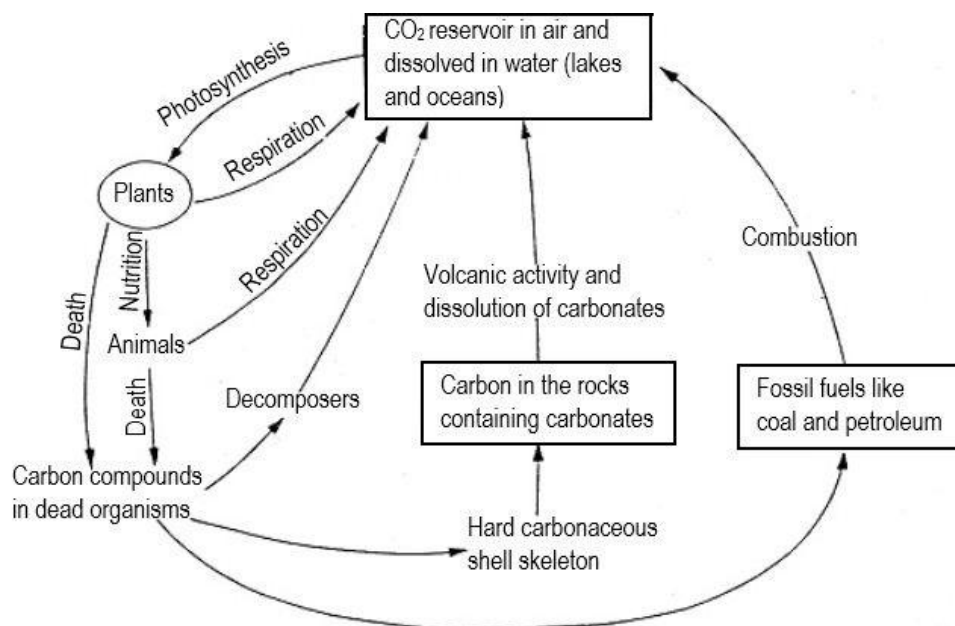 CO₂ reservoir in air and
dissolved in water (lakes
and oceans)
Photosynthesis
Respiration
Plants
Respiration
Nutrition
Death
Animals
Death
Combustion
Volcanic activity and
dissolution of carbonates
Decomposers
Carbon in the rocks
containing carbonates
Fossil fuels like
coal and petroleum
Carbon compounds
in dead organisms
Hard carbonaceous
shell skeleton